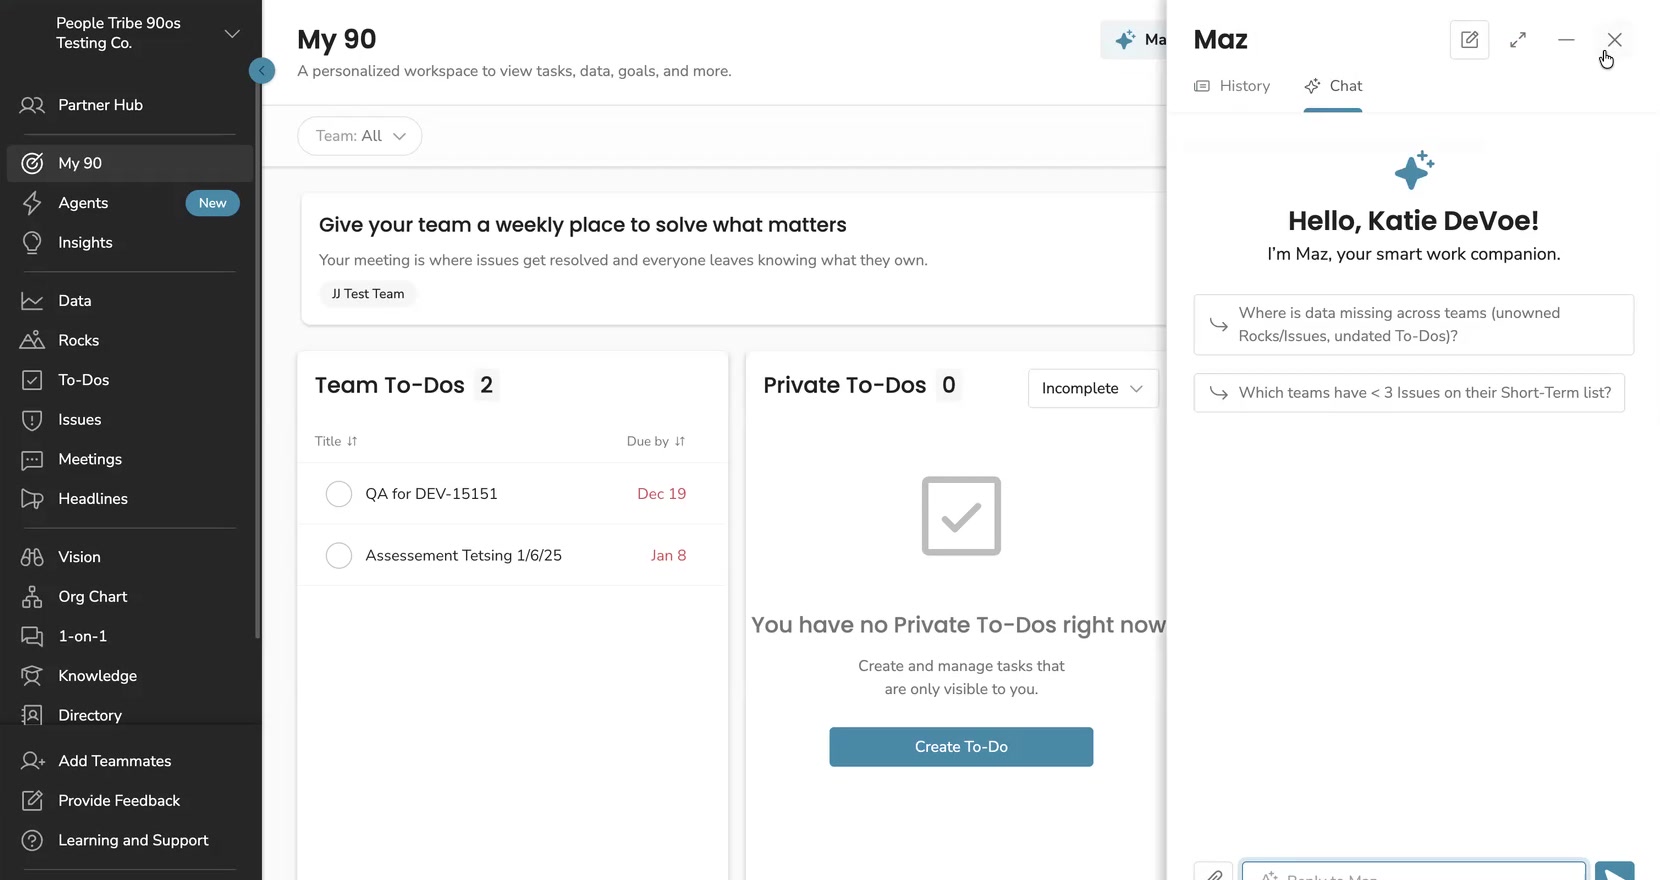 People Tribe 90os
Testing Co.
Partner Hub
My 90
Agents
New
Insights
Data
Rocks
To-Dos
Issues
Meetings
Headlines
Vision
Org Chart
1-on-1
Knowledge
Directory
Add Teammates
Provide Feedback
Learning and Support
My 90
A personalized workspace to view tasks, data, goals, and more.
Ma
Team: All
Give your team a weekly place to solve what matters
Your meeting is where issues get resolved and everyone leaves knowing what they own.
JJ Test Team
Team To-Dos 2
Title
Due by
QA for DEV-15151
Dec 19
Assessement Tetsing 1/6/25
Jan 8
Private To-Dos 0
Incomplete
You have no Private To-Dos right now
Create and manage tasks that
are only visible to you.
Create To-Do
Maz
History
Chat
Hello, Katie DeVoe!
I'm Maz, your smart work companion.
Where is data missing across teams (unowned
Rocks/Issues, undated To-Dos)?
Which teams have < 3 Issues on their Short-Term list?
Reply to Maz